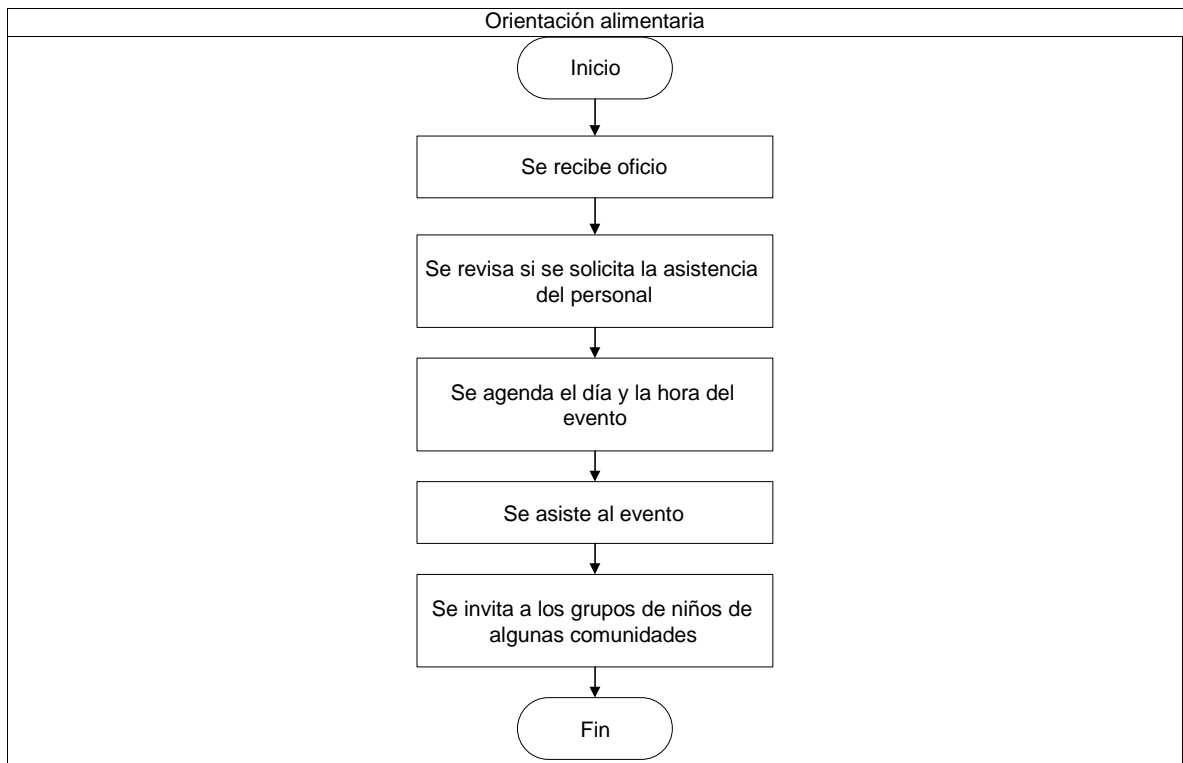 Orientación alimentaria
Inicio
Se recibe oficio
Se revisa si se solicita la asistencia
del personal
Se agenda el día y la hora del
evento
Se asiste al evento
Se invita a los grupos de niños de
algunas comunidades
Fin